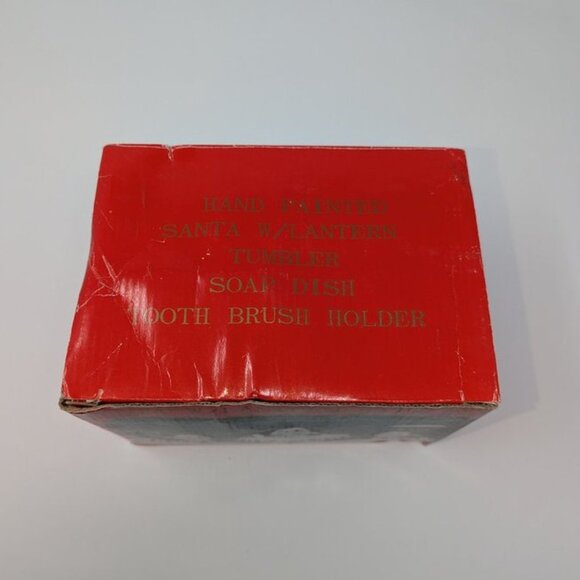 HAND PAINTED
SANTA W/LANTERN
TUMBLER
SOAP DISH
TOOTH BRUSH HOLDER